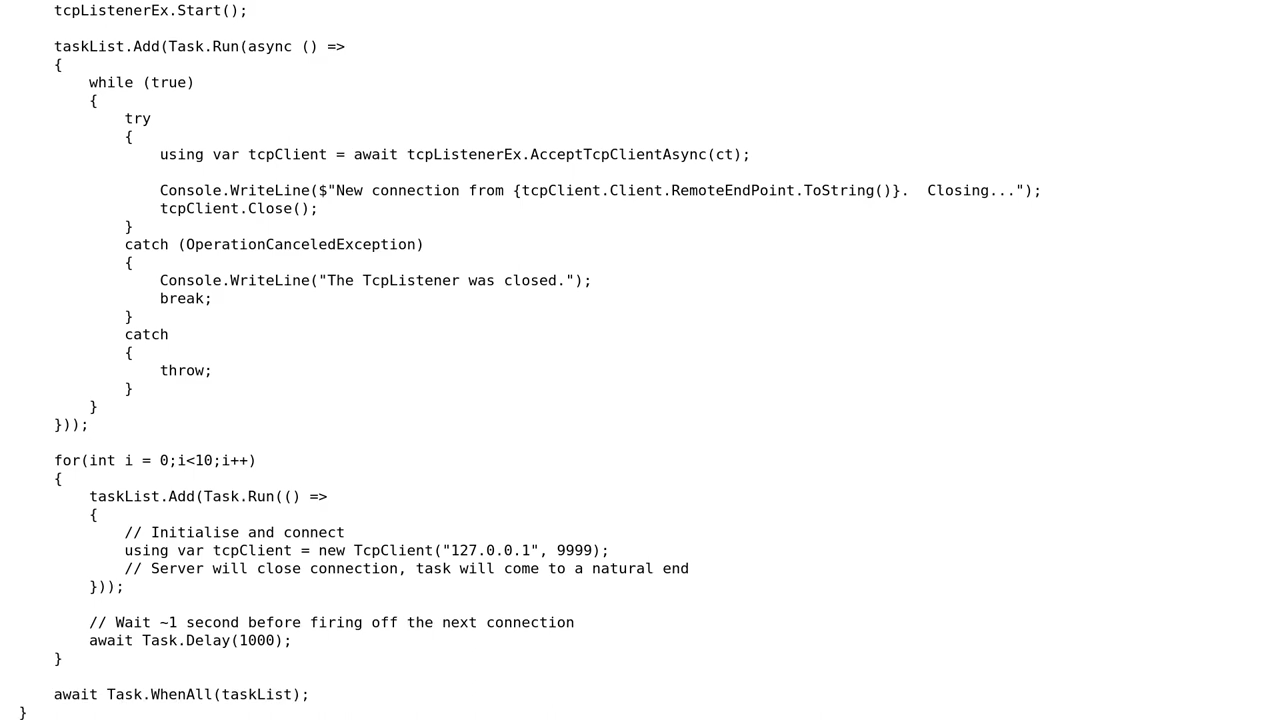 tcpListenerEx.Start();

    taskList.Add(Task.Run(async () =>
    {
        while (true)
        {
            try
            {
                using var tcpClient = await tcpListenerEx.AcceptTcpClientAsync(ct);

                Console.WriteLine($"New connection from {tcpClient.Client.RemoteEndPoint.ToString()}.  Closing...");
                tcpClient.Close();
            }
            catch (OperationCanceledException)
            {
                Console.WriteLine("The TcpListener was closed.");
                break;
            }
            catch
            {
                throw;
            }
        }
    }));

    for(int i = 0;i<10;i++)
    {
        taskList.Add(Task.Run(() =>
        {
            // Initialise and connect
            using var tcpClient = new TcpClient("127.0.0.1", 9999);
            // Server will close connection, task will come to a natural end
        }));

        // Wait ~1 second before firing off the next connection
        await Task.Delay(1000);
    }

    await Task.WhenAll(taskList);
}